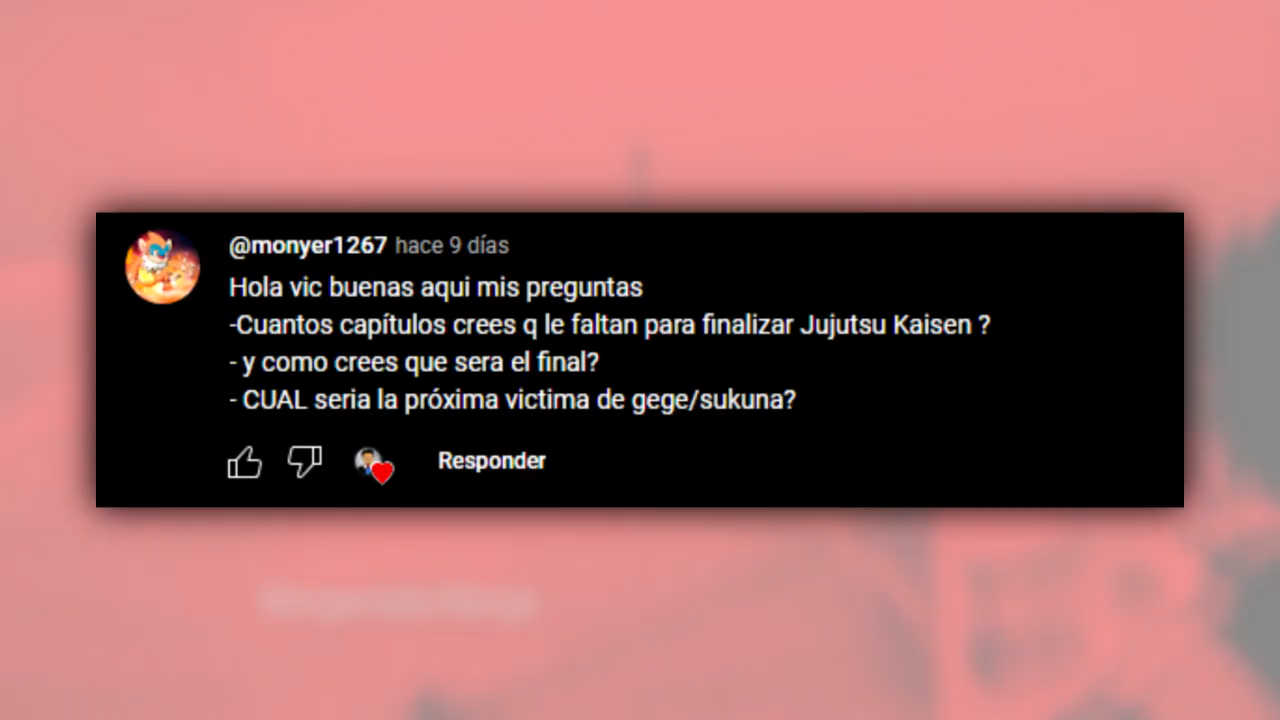 @monyer1267 hace 9 días
Hola vic buenas aqui mis preguntas
-Cuantos capítulos crees q le faltan para finalizar Jujutsu Kaisen ?
- y como crees que sera el final?
- CUAL seria la próxima victima de gege/sukuna?
Responder